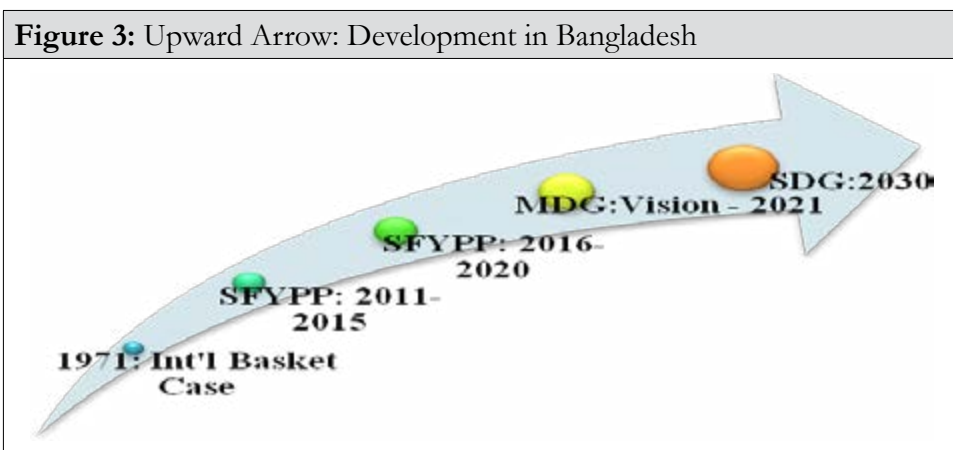 Figure 3: Upward Arrow: Development in Bangladesh
SDG:2030
MDG:Vision - 2021
SFYPP: 2016-
2020
SFYPP: 2011-
2015
1971: Int'l Basket
Case